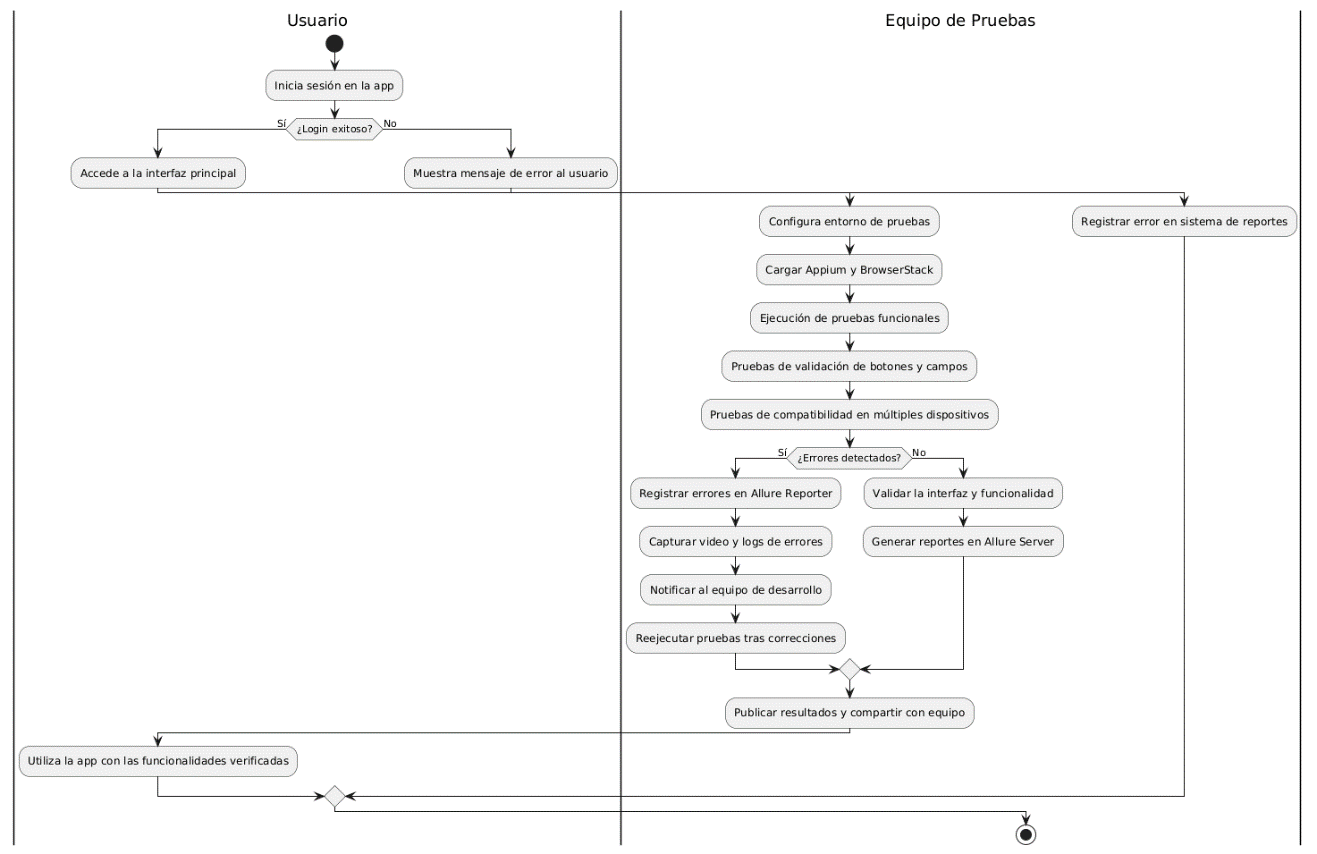 Usuario
Equipo de Pruebas
Inicia sesión en la app
Sí
¿Login exitoso?
No
Accede a la interfaz principal
Muestra mensaje de error al usuario
Configura entorno de pruebas
Registrar error en sistema de reportes
Cargar Appium y BrowserStack
Ejecución de pruebas funcionales
Pruebas de validación de botones y campos
Pruebas de compatibilidad en múltiples dispositivos
Sí
¿Errores detectados?
No
Registrar errores en Allure Reporter
Validar la interfaz y funcionalidad
Capturar video y logs de errores
Generar reportes en Allure Server
Notificar al equipo de desarrollo
Reejecutar pruebas tras correcciones
Publicar resultados y compartir con equipo
Utiliza la app con las funcionalidades verificadas